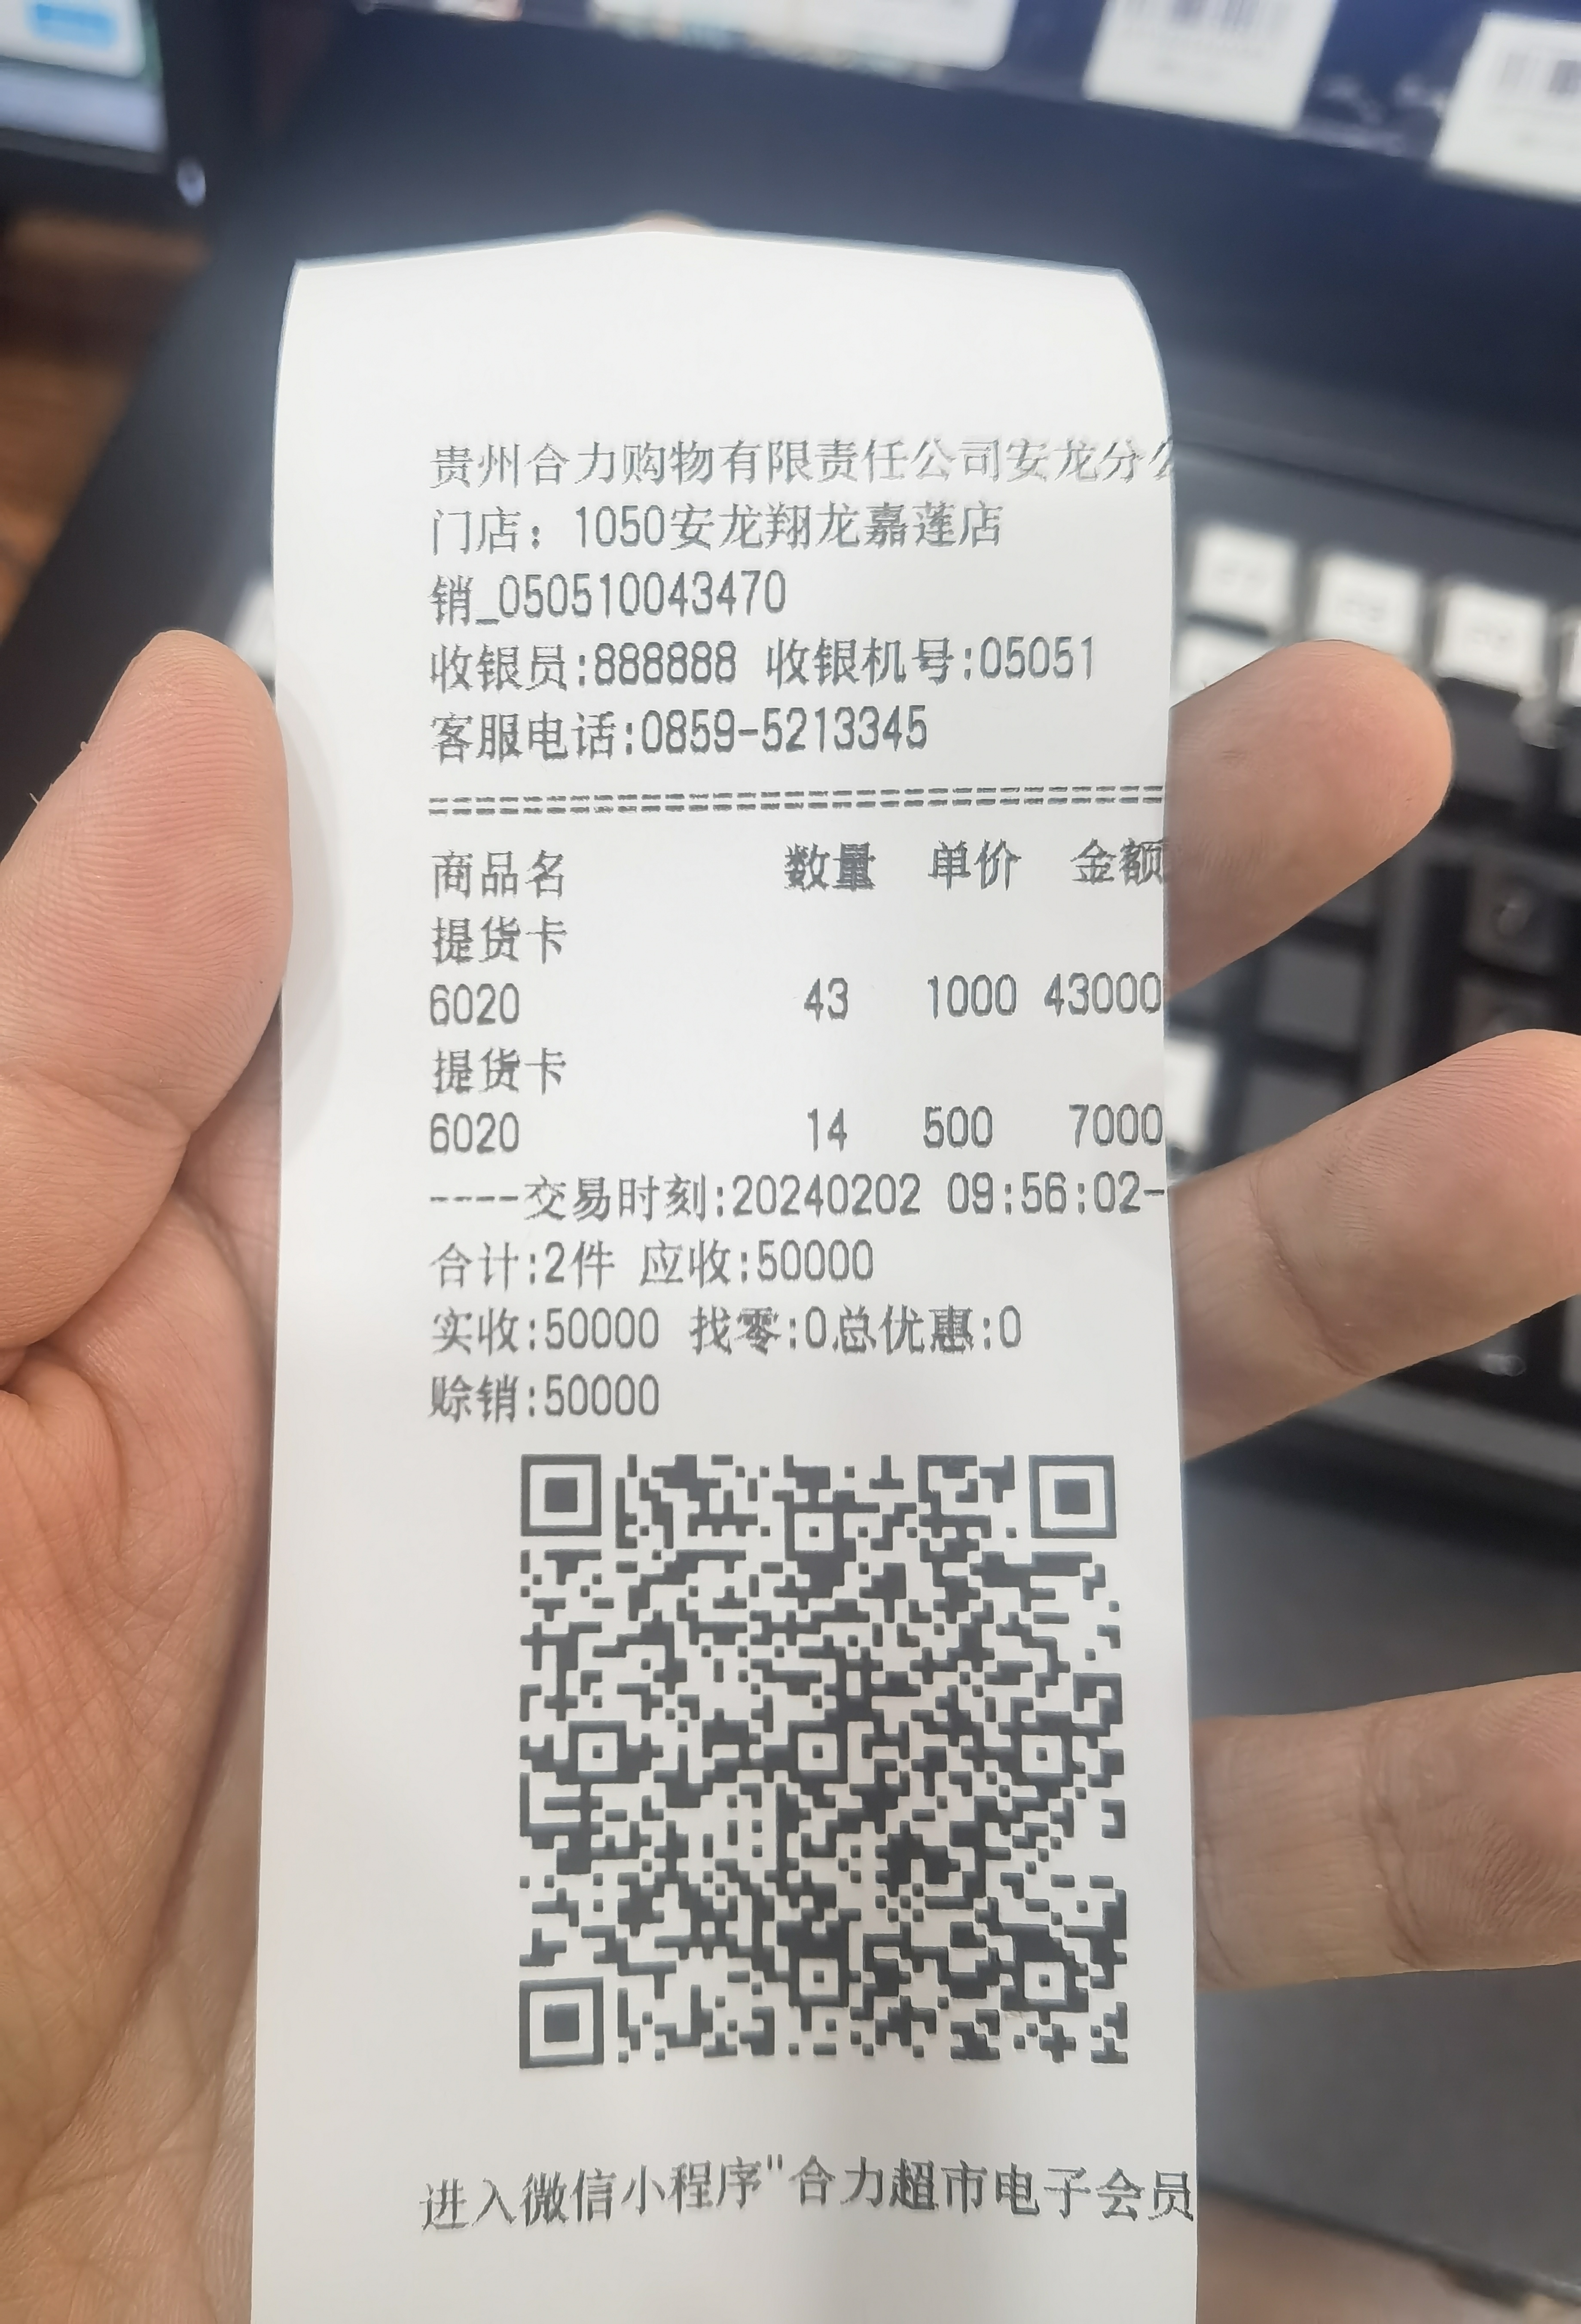 贵州合力购物有限责任公司安龙分公
门店：1050安龙翔龙嘉莲店
销_050510043470
收银员:888888 收银机号:05051
客服电话:0859-5213345
================================
商品名 数量 单价 金额
提货卡
6020 43 1000 43000
提货卡
6020 14 500 7000
----交易时刻:20240202 09:56:02-
合计:2件 应收:50000
实收:50000 找零:0总优惠:0
赊销:50000
进入微信小程序"合力超市电子会员